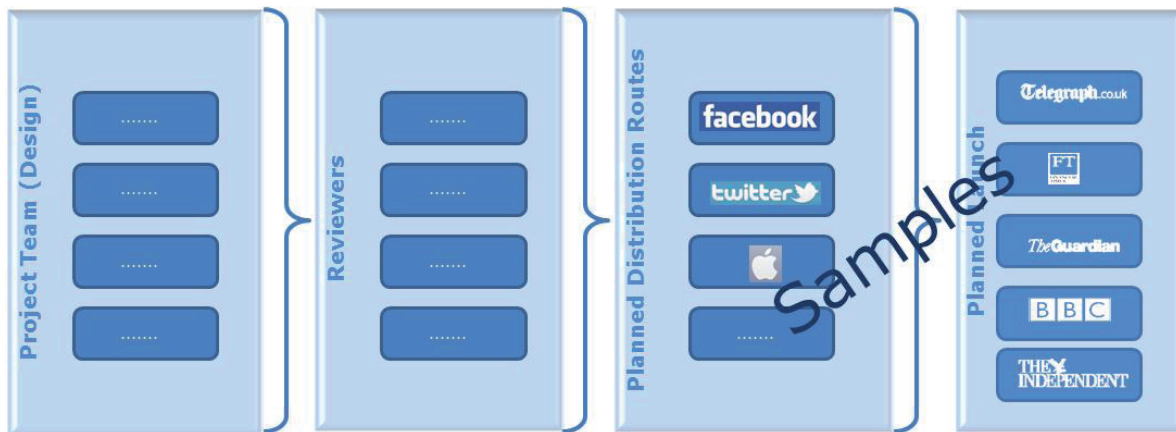 Project Team (Design)
.......
.......
.......
.......
Reviewers
.......
.......
.......
.......
Planned Distribution Routes
facebook
twitter
.......
Planned Launch
Telegraph.co.uk
FT
TheGuardian
BBC
THE
INDEPENDENT
Samples